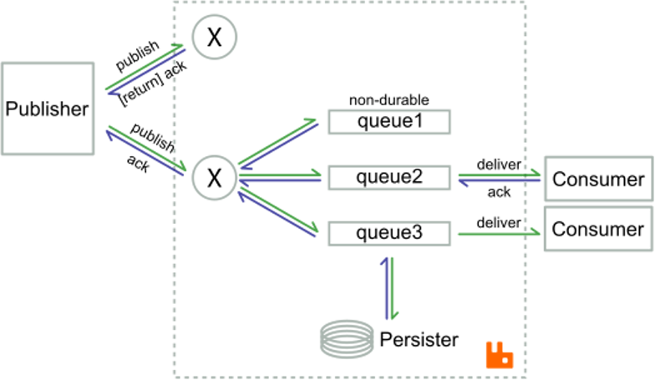 X
publish
[return] ack
Publisher
publish
ack
X
non-durable
queue1
queue2
deliver
ack
Consumer
queue3
deliver
Consumer
Persister